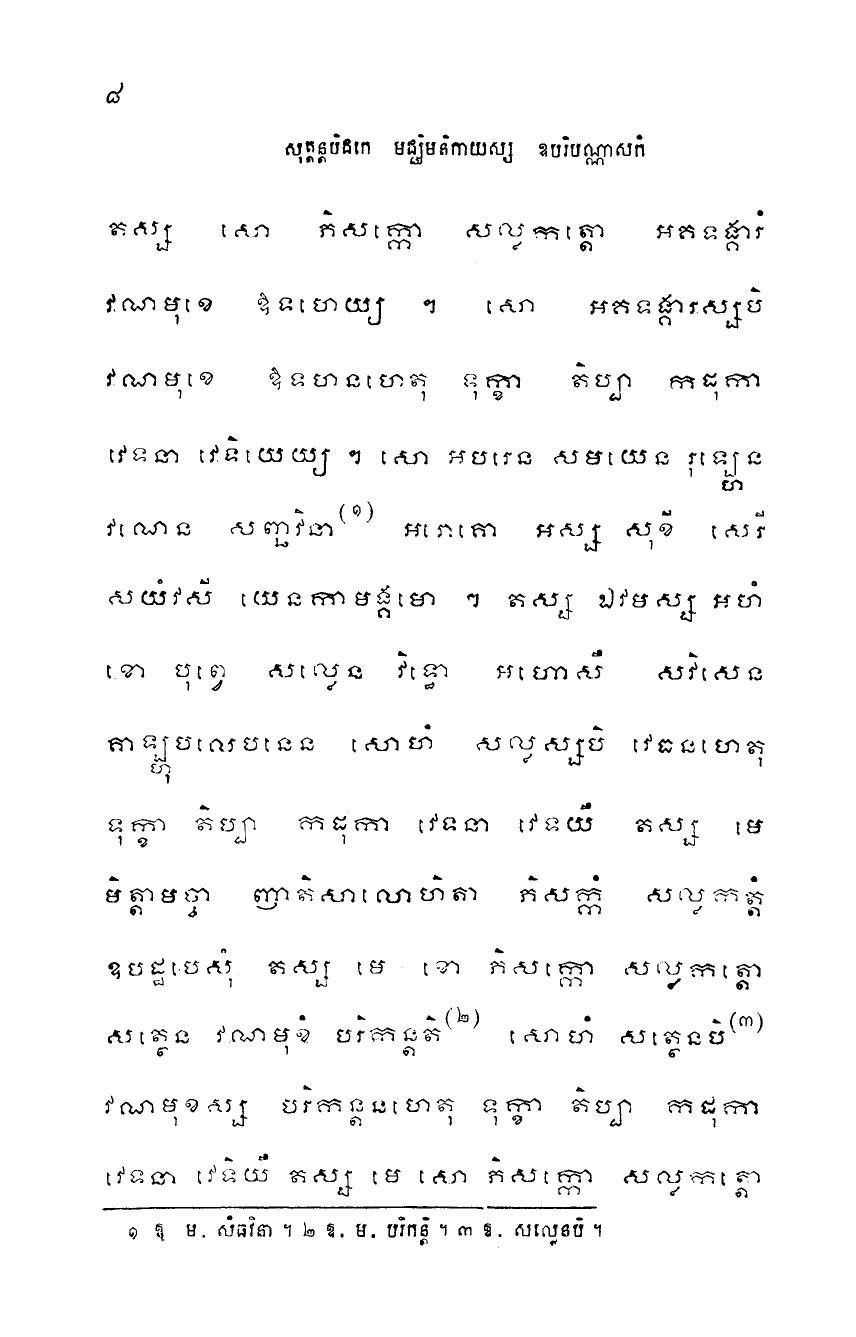 ៨
សុត្តន្តបិដកេ មជ្ឈិមនិកាយស្ស ឧបរិបណ្ណាសកំ
តស្ស សោ ភិសក្កោ សល្លកត្តោ អគទង្ការំ
វណមុខេ ឱទហេយ្យ ។ សោ អគទង្ការស្សបិ
វណមុខេ ឱទហនហេតុ ទុក្ខា តិប្បា កដុកា
វេទនា វេទិយេយ្យ ។ សោ អបរេន សមយេន រុឡ្ហេន
វណេន សញ្ឆវិនា(១) អរោគោ អស្ស សុខី សេរី
សយំវសី យេនកាមង្គមោ ។ តស្ស ឯវមស្ស អហំ
ខោ បុព្វេ សល្លេន វិទ្ធោ អហោសឹ សវិសេន
គាឡ្ហុបលេបនេន សោហំ សល្លស្សបិ វេធនហេតុ
ទុក្ខា តិប្បា កដុកា វេទនា វេទយឹ តស្ស មេ
មិត្តាមច្ចា ញាតិសាលោហិតា ភិសក្កំ សល្លកត្តំ
ឧបដ្ឋបេសុំ តស្ស មេ ខោ ភិសក្កោ សល្លកត្តោ
សត្ថេន វណមុខំ បរិកន្តតិ(២) សោហំ សត្ថេនបិ(៣)
វណមុខស្ស បរិកន្តនហេតុ ទុក្ខា តិប្បា កដុកា
វេទនា វេទិយឹ តស្ស មេ សោ ភិសក្កោ សល្លកត្តោ
១ ឱ ម. សំធវិនា ។ ២ ឱ. ម. បរិកន្តិ ។ ៣ ឱ. សល្លេនបិ ។